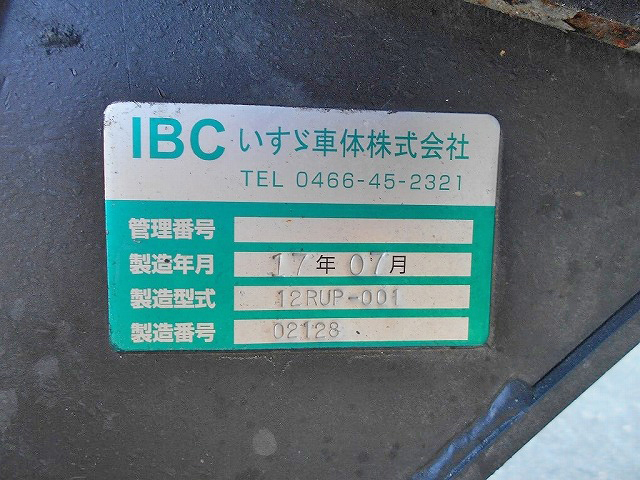 IBC いすゞ車体株式会社
TEL 0466-45-2321
管理番号
製造年月 17年07月
製造型式 12RUP-001
製造番号 02128